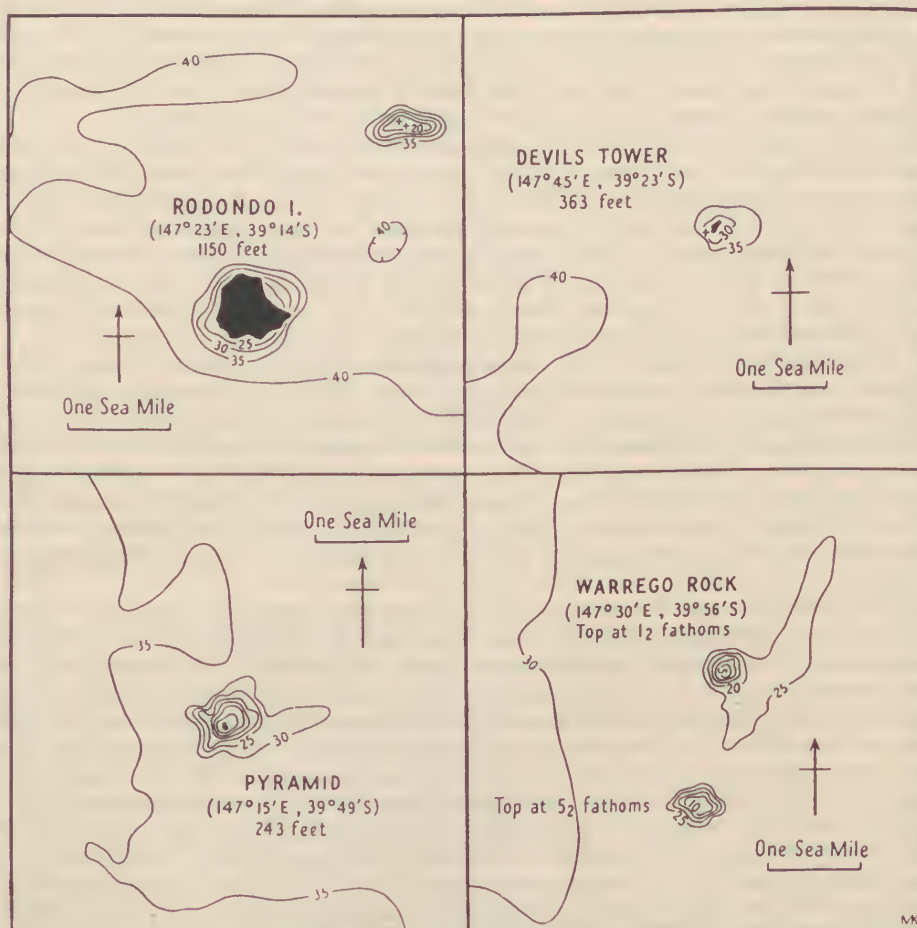 40
20
35
RODONDO I.
(147°23'E, 39°14'S)
1150 feet
40
30
25
35
40
One Sea Mile
DEVILS TOWER
(147°45'E, 39°23'S)
363 feet
30
35
40
One Sea Mile
One Sea Mile
35
25
30
PYRAMID
(147°15'E, 39°49'S)
243 feet
35
WARREGO ROCK
(147°30'E, 39°56'S)
Top at 1₂ fathoms
30
5
20
25
Top at 5₂ fathoms
10
25
One Sea Mile
MK